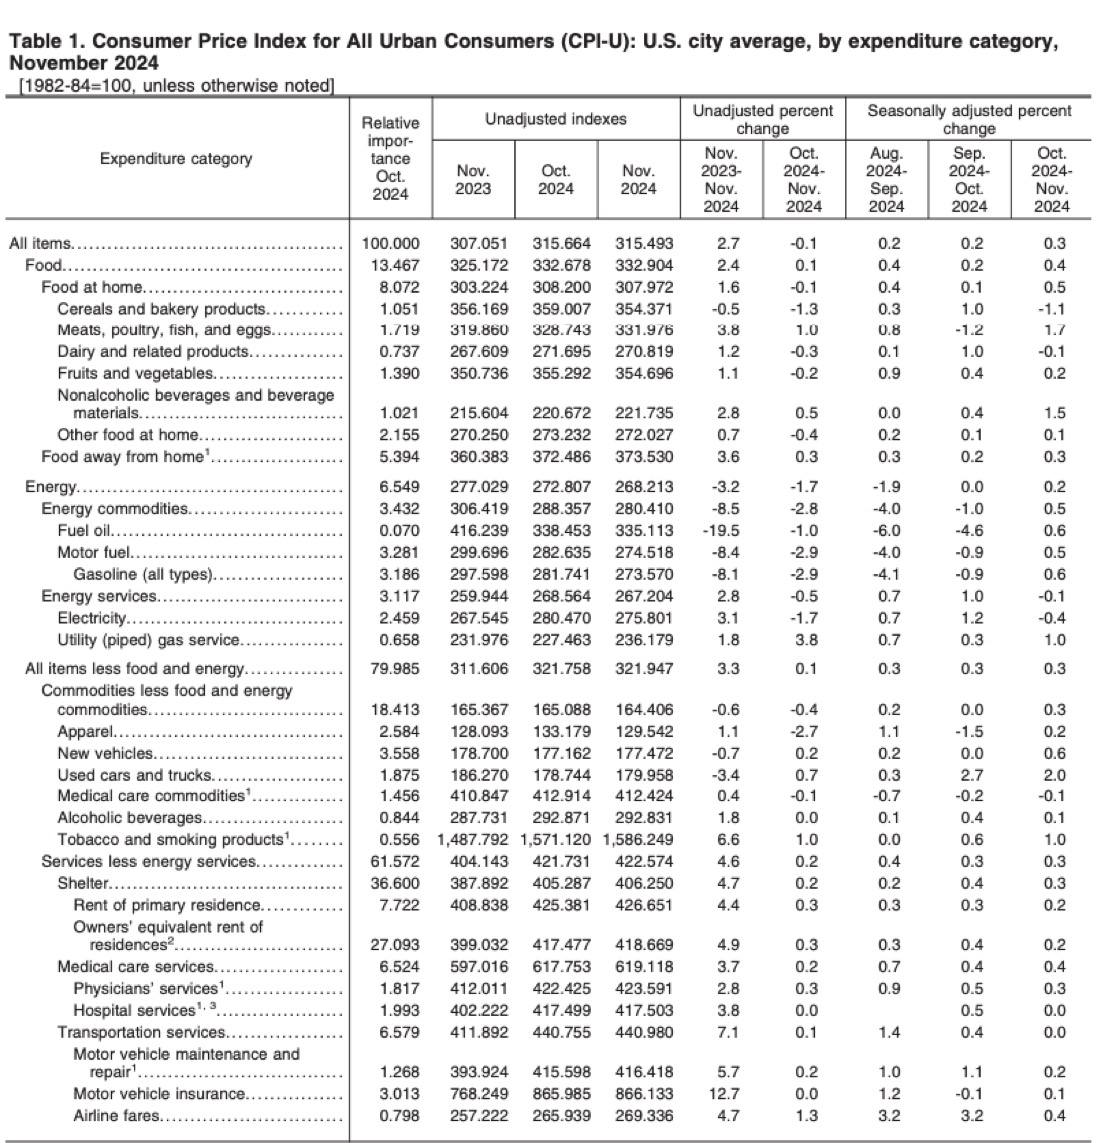 Table 1. Consumer Price Index for All Urban Consumers (CPI-U): U.S. city average, by expenditure category,
November 2024
[1982-84=100, unless otherwise noted]
Expenditure category
Relative
impor-
tance
Oct.
2024
Unadjusted indexes
Unadjusted percent
change
Seasonally adjusted percent
change
Nov.
2023
Oct.
2024
Nov.
2024
Nov.
2023-
Nov.
2024
Oct.
2024-
Nov.
2024
Aug.
2024-
Sep.
2024
Sep.
2024-
Oct.
2024
Oct.
2024-
Nov.
2024
All items 100.000 307.051 315.664 315.493 2.7 -0.1 0.2 0.2 0.3
Food 13.467 325.172 332.678 332.904 2.4 0.1 0.4 0.2 0.4
Food at home 8.072 303.224 308.200 307.972 1.6 -0.1 0.4 0.1 0.5
Cereals and bakery products 1.051 356.169 359.007 354.371 -0.5 -1.3 0.3 1.0 -1.1
Meats, poultry, fish, and eggs 1.719 319.860 328.743 331.976 3.8 1.0 0.8 -1.2 1.7
Dairy and related products 0.737 267.609 271.695 270.819 1.2 -0.3 0.1 1.0 -0.1
Fruits and vegetables 1.390 350.736 355.292 354.696 1.1 -0.2 0.9 0.4 0.2
Nonalcoholic beverages and beverage
materials 1.021 215.604 220.672 221.735 2.8 0.5 0.0 0.4 1.5
Other food at home 2.155 270.250 273.232 272.027 0.7 -0.4 0.2 0.1 0.1
Food away from home¹ 5.394 360.383 372.486 373.530 3.6 0.3 0.3 0.2 0.3
Energy 6.549 277.029 272.807 268.213 -3.2 -1.7 -1.9 0.0 0.2
Energy commodities 3.432 306.419 288.357 280.410 -8.5 -2.8 -4.0 -1.0 0.5
Fuel oil 0.070 416.239 338.453 335.113 -19.5 -1.0 -6.0 -4.6 0.6
Motor fuel 3.281 299.696 282.635 274.518 -8.4 -2.9 -4.0 -0.9 0.5
Gasoline (all types) 3.186 297.598 281.741 273.570 -8.1 -2.9 -4.1 -0.9 0.6
Energy services 3.117 259.944 268.564 267.204 2.8 -0.5 0.7 1.0 -0.1
Electricity 2.459 267.545 280.470 275.801 3.1 -1.7 0.7 1.2 -0.4
Utility (piped) gas service 0.658 231.976 227.463 236.179 1.8 3.8 0.7 0.3 1.0
All items less food and energy 79.985 311.606 321.758 321.947 3.3 0.1 0.3 0.3 0.3
Commodities less food and energy
commodities 18.413 165.367 165.088 164.406 -0.6 -0.4 0.2 0.0 0.3
Apparel 2.584 128.093 133.179 129.542 1.1 -2.7 1.1 -1.5 0.2
New vehicles 3.558 178.700 177.162 177.472 -0.7 0.2 0.2 0.0 0.6
Used cars and trucks 1.875 186.270 178.744 179.958 -3.4 0.7 0.3 2.7 2.0
Medical care commodities¹ 1.456 410.847 412.914 412.424 0.4 -0.1 -0.7 -0.2 -0.1
Alcoholic beverages 0.844 287.731 292.871 292.831 1.8 0.0 0.1 0.4 0.1
Tobacco and smoking products¹ 0.556 1,487.792 1,571.120 1,586.249 6.6 1.0 0.0 0.6 1.0
Services less energy services 61.572 404.143 421.731 422.574 4.6 0.2 0.4 0.3 0.3
Shelter 36.600 387.892 405.287 406.250 4.7 0.2 0.2 0.4 0.3
Rent of primary residence 7.722 408.838 425.381 426.651 4.4 0.3 0.3 0.3 0.2
Owners' equivalent rent of
residences² 27.093 399.032 417.477 418.669 4.9 0.3 0.3 0.4 0.2
Medical care services 6.524 597.016 617.753 619.118 3.7 0.2 0.7 0.4 0.4
Physicians' services¹ 1.817 412.011 422.425 423.591 2.8 0.3 0.9 0.5 0.3
Hospital services¹˒ ³ 1.993 402.222 417.499 417.503 3.8 0.0 0.5 0.0
Transportation services 6.579 411.892 440.755 440.980 7.1 0.1 1.4 0.4 0.0
Motor vehicle maintenance and
repair¹ 1.268 393.924 415.598 416.418 5.7 0.2 1.0 1.1 0.2
Motor vehicle insurance 3.013 768.249 865.985 866.133 12.7 0.0 1.2 -0.1 0.1
Airline fares 0.798 257.222 265.939 269.336 4.7 1.3 3.2 3.2 0.4